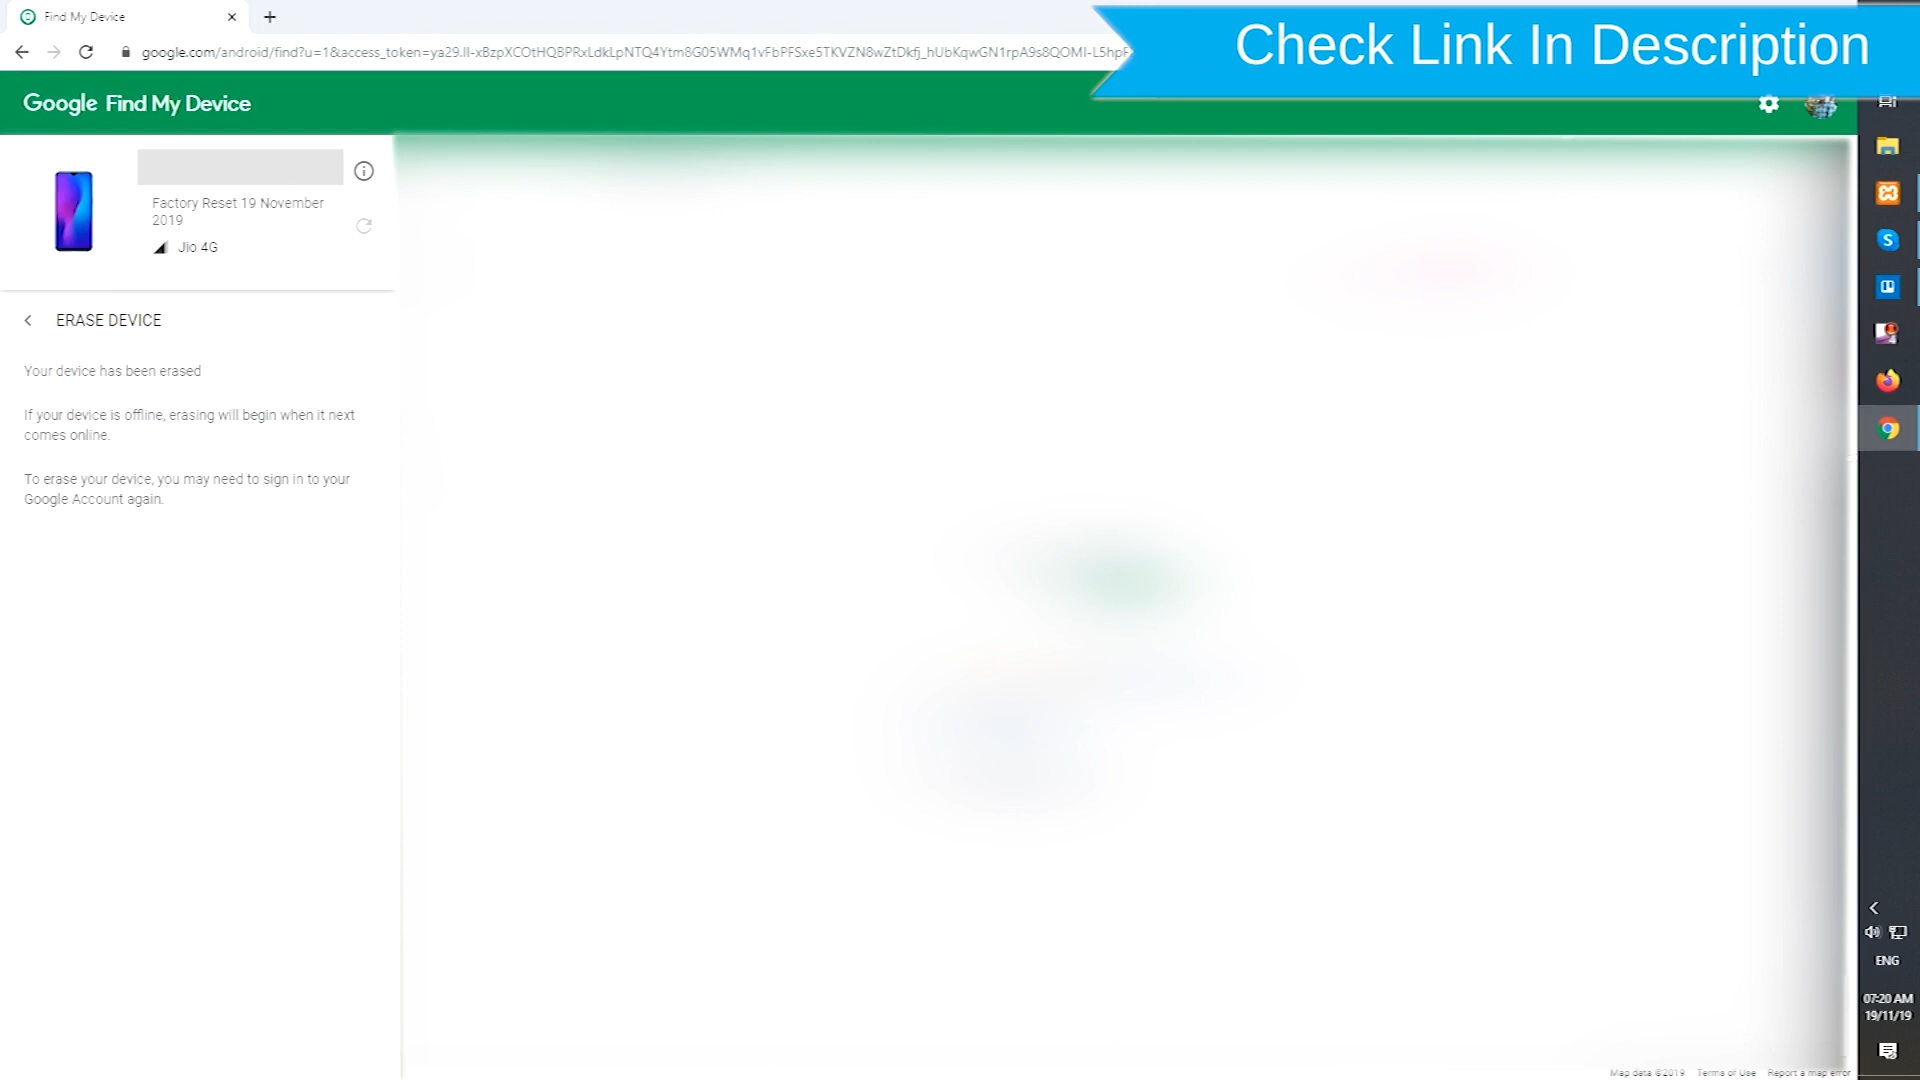 Find My Device
Check Link In Description
google.com/android/find?u=1&access_token=ya29.Il-xBzpXCOtHQBPRxLdkLpNTQ4Ytm8G05WMq1vFbPFSxe5TKVZN8wZtDkfj_hUbKqwGN1rpA9s8QOMI-L5hpF
Google Find My Device
Factory Reset 19 November
2019
Jio 4G
ERASE DEVICE
Your device has been erased
If your device is offline, erasing will begin when it next
comes online.
To erase your device, you may need to sign in to your
Google Account again.
ENG
07:20 AM
19/11/19
Map data ©2019 Terms of Use Report a map error